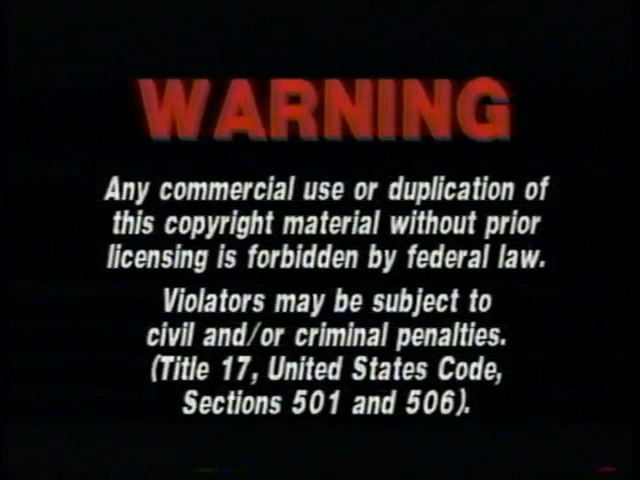 WARNING
Any commercial use or duplication of
this copyright material without prior
licensing is forbidden by federal law.
Violators may be subject to
civil and/or criminal penalties.
(Title 17, United States Code,
Sections 501 and 506).